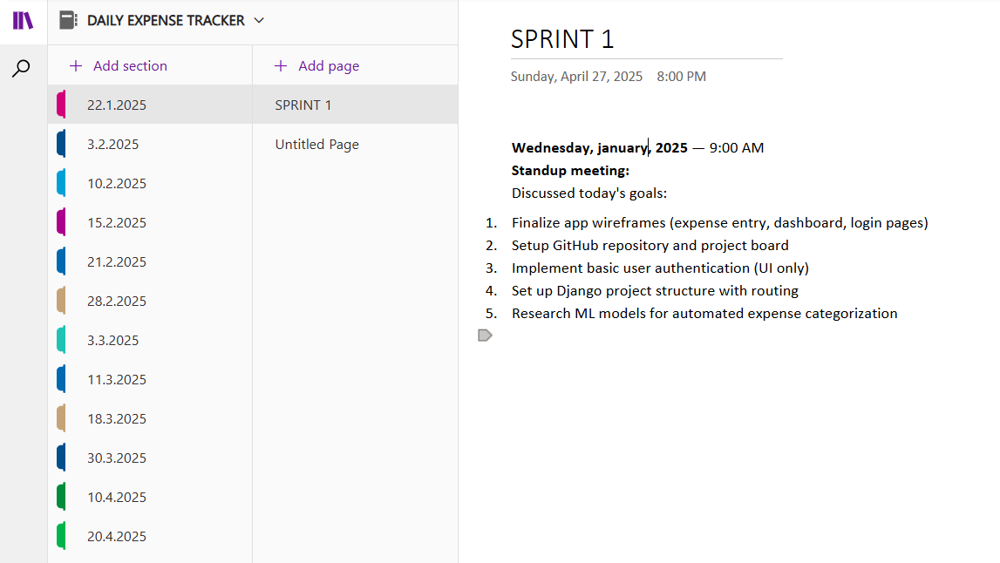 DAILY EXPENSE TRACKER
Add section
Add page
22.1.2025
3.2.2025
10.2.2025
15.2.2025
21.2.2025
28.2.2025
3.3.2025
11.3.2025
18.3.2025
30.3.2025
10.4.2025
20.4.2025
SPRINT 1
Untitled Page
SPRINT 1
Sunday, April 27, 2025 8:00 PM
Wednesday, january, 2025 — 9:00 AM
Standup meeting:
Discussed today's goals:
1. Finalize app wireframes (expense entry, dashboard, login pages)
2. Setup GitHub repository and project board
3. Implement basic user authentication (UI only)
4. Set up Django project structure with routing
5. Research ML models for automated expense categorization